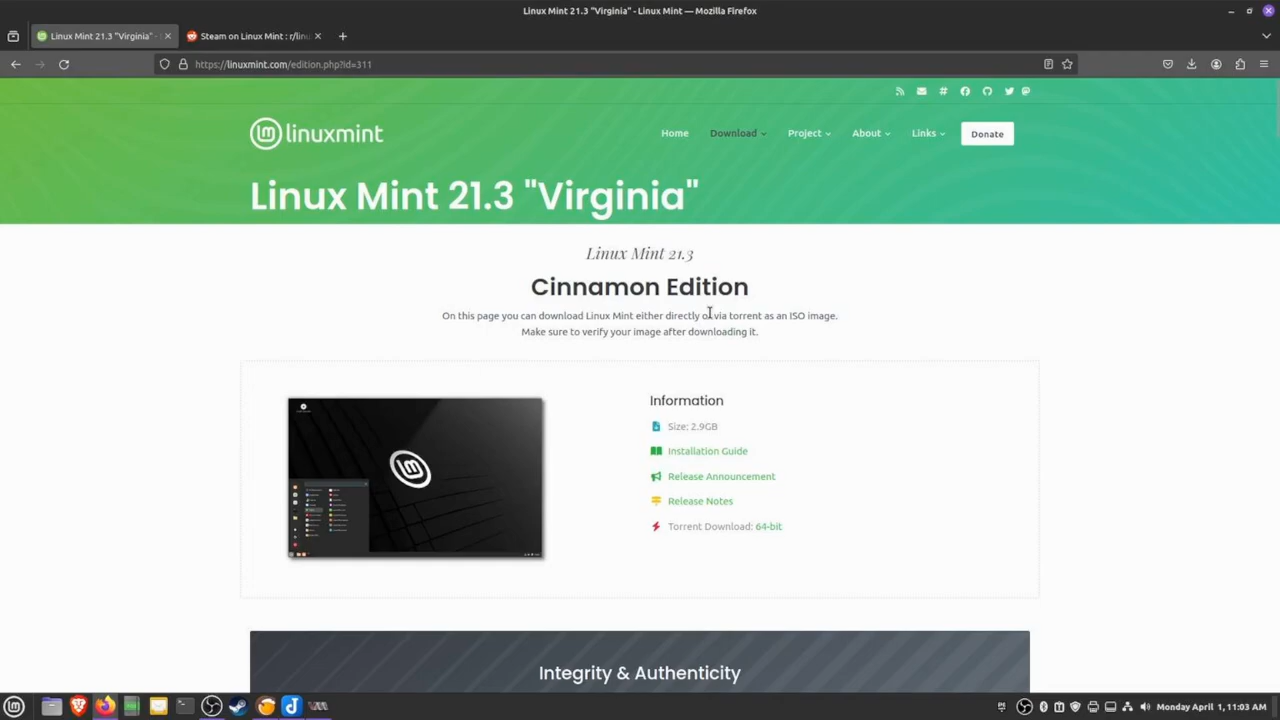 Linux Mint 21.3 "Virginia" - Linux Mint — Mozilla Firefox
Linux Mint 21.3 "Virginia" -
Steam on Linux Mint : r/linu
https://linuxmint.com/edition.php?id=311
linuxmint
Home
Download
Project
About
Links
Donate
Linux Mint 21.3 "Virginia"
Linux Mint 21.3
Cinnamon Edition
On this page you can download Linux Mint either directly or via torrent as an ISO image.
Make sure to verify your image after downloading it.
Information
Size: 2.9GB
Installation Guide
Release Announcement
Release Notes
Torrent Download: 64-bit
Integrity & Authenticity
Monday April 1, 11:03 AM